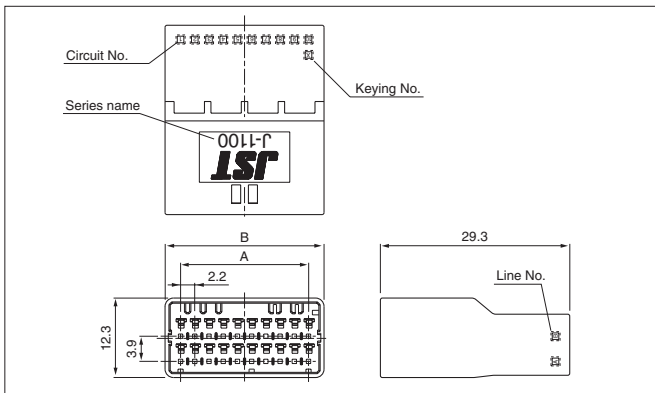 Circuit No.
Keying No.
Series name
J-1100
JST
B
A
2.2
29.3
Line No.
12.3
3.9